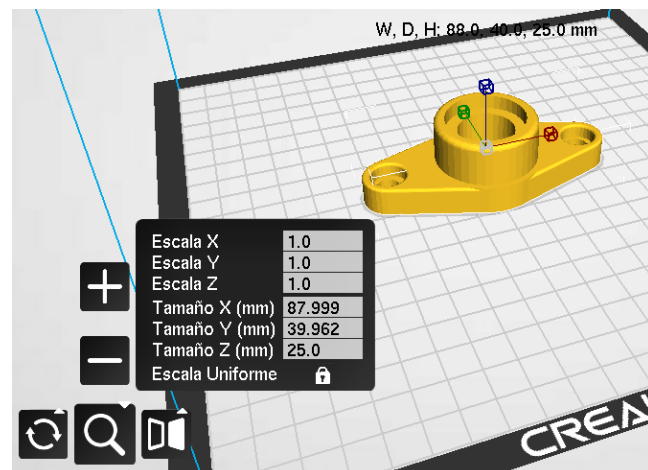 W, D, H: 88.0, 40.0, 25.0 mm
Escala X 1.0
Escala Y 1.0
Escala Z 1.0
Tamaño X (mm) 87.999
Tamaño Y (mm) 39.962
Tamaño Z (mm) 25.0
Escala Uniforme
CREAL